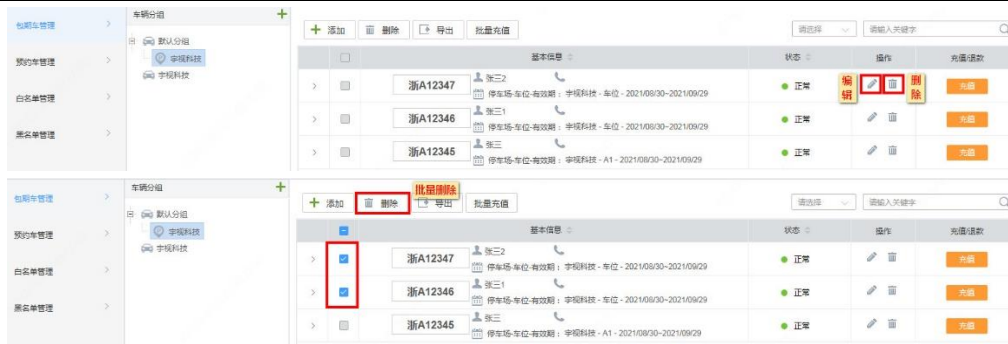 车辆分组
包期车管理
添加 删除 导出 批量充值 请选择 请输入关键字
默认分组
宇视科技
预约车管理
基本信息 状态 操作 充值/退款
宇视科技
浙A12347 张三2
停车场-车位-有效期： 宇视科技 - 车位 - 2021/08/30~2021/09/29
正常 编辑 删除 充值
白名单管理
浙A12346 张三1
停车场-车位-有效期： 宇视科技 - 车位 - 2021/08/30~2021/09/29
正常 充值
黑名单管理
浙A12345 张三
停车场-车位-有效期： 宇视科技 - A1 - 2021/08/30~2021/09/29
正常 充值
车辆分组
批量删除
包期车管理
添加 删除 导出 批量充值 请选择 请输入关键字
默认分组
宇视科技
预约车管理
基本信息 状态 操作 充值/退款
宇视科技
浙A12347 张三2
停车场-车位-有效期： 宇视科技 - 车位 - 2021/08/30~2021/09/29
正常 充值
白名单管理
浙A12346 张三1
停车场-车位-有效期： 宇视科技 - 车位 - 2021/08/30~2021/09/29
正常 充值
黑名单管理
浙A12345 张三
停车场-车位-有效期： 宇视科技 - A1 - 2021/08/30~2021/09/29
正常 充值